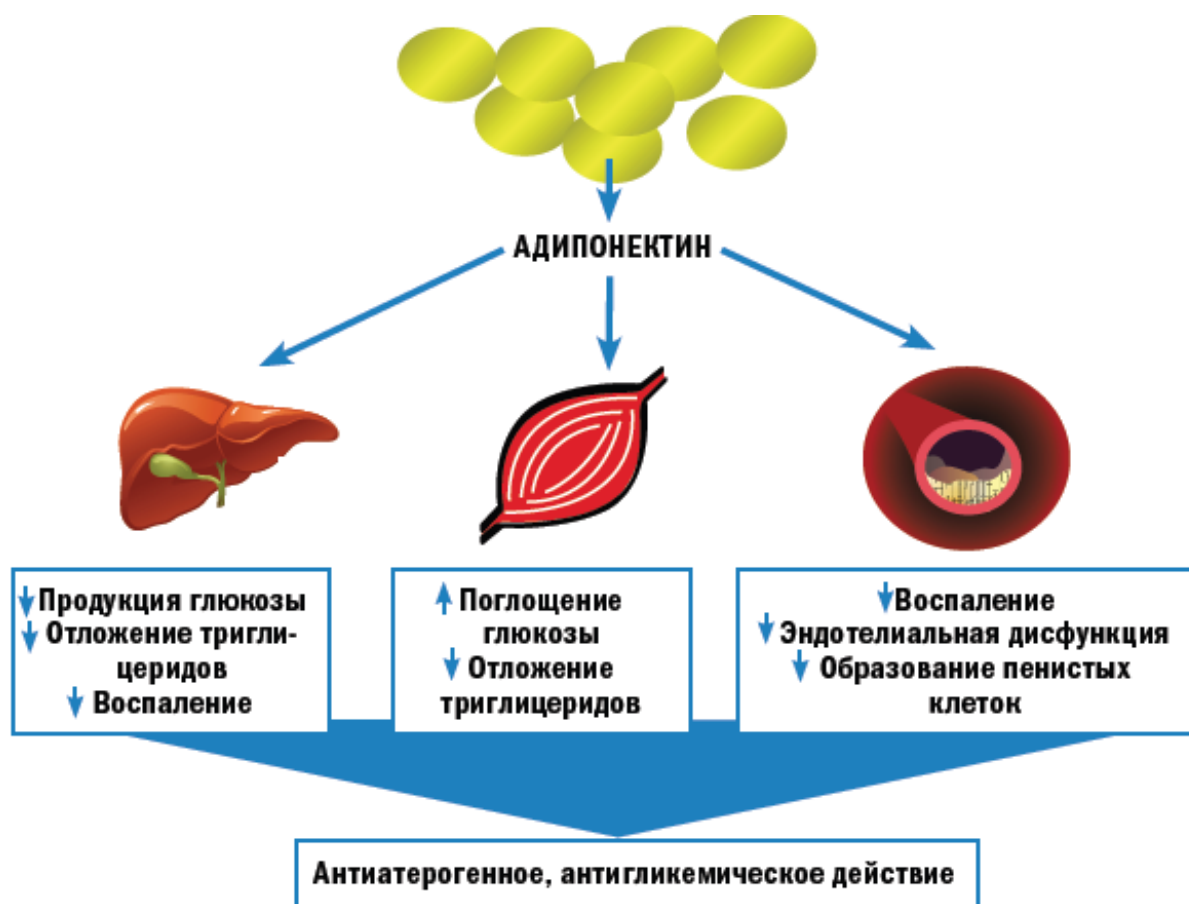 АДИПОНЕКТИН
Продукция глюкозы
Отложение тригли-
церидов
Воспаление
Поглощение
глюкозы
Отложение
триглицеридов
Воспаление
Эндотелиальная дисфункция
Образование пенистых
клеток
Антиатерогенное, антигликемическое действие